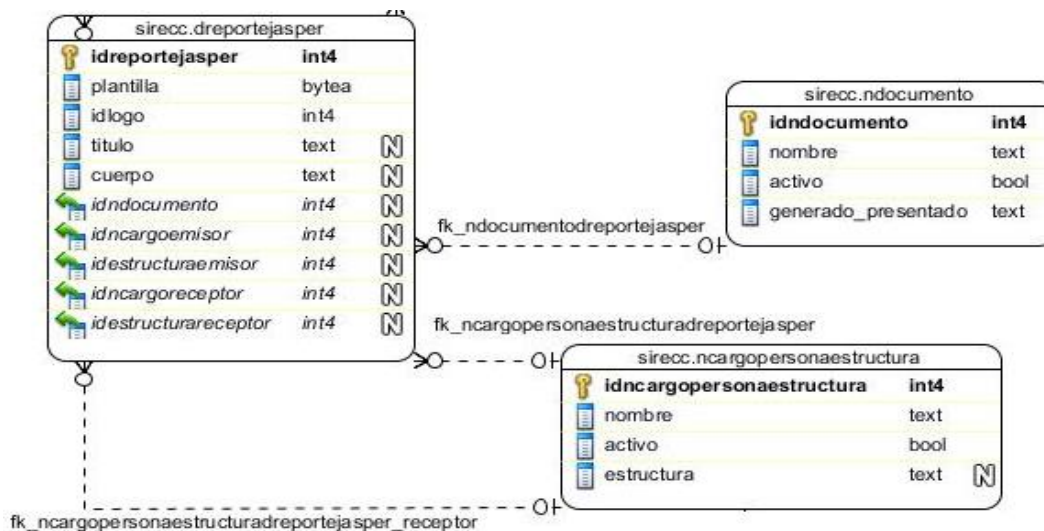 sirecc.dreportejasper
idreportejasper int4
plantilla bytea
idlogo int4
titulo text N
cuerpo text N
idndocumento int4 N
idncargoemisor int4 N
idestructuraemisor int4 N
idncargoreceptor int4 N
idestructurareceptor int4 N
sirecc.ndocumento
idndocumento int4
nombre text
activo bool
generado_presentado text
fk_ndocumentodreportejasper
fk_ncargopersonaestructuradreportejasper
sirecc.ncargopersonaestructura
idncargopersonaestructura int4
nombre text
activo bool
estructura text N
fk_ncargopersonaestructuradreportejasper_receptor